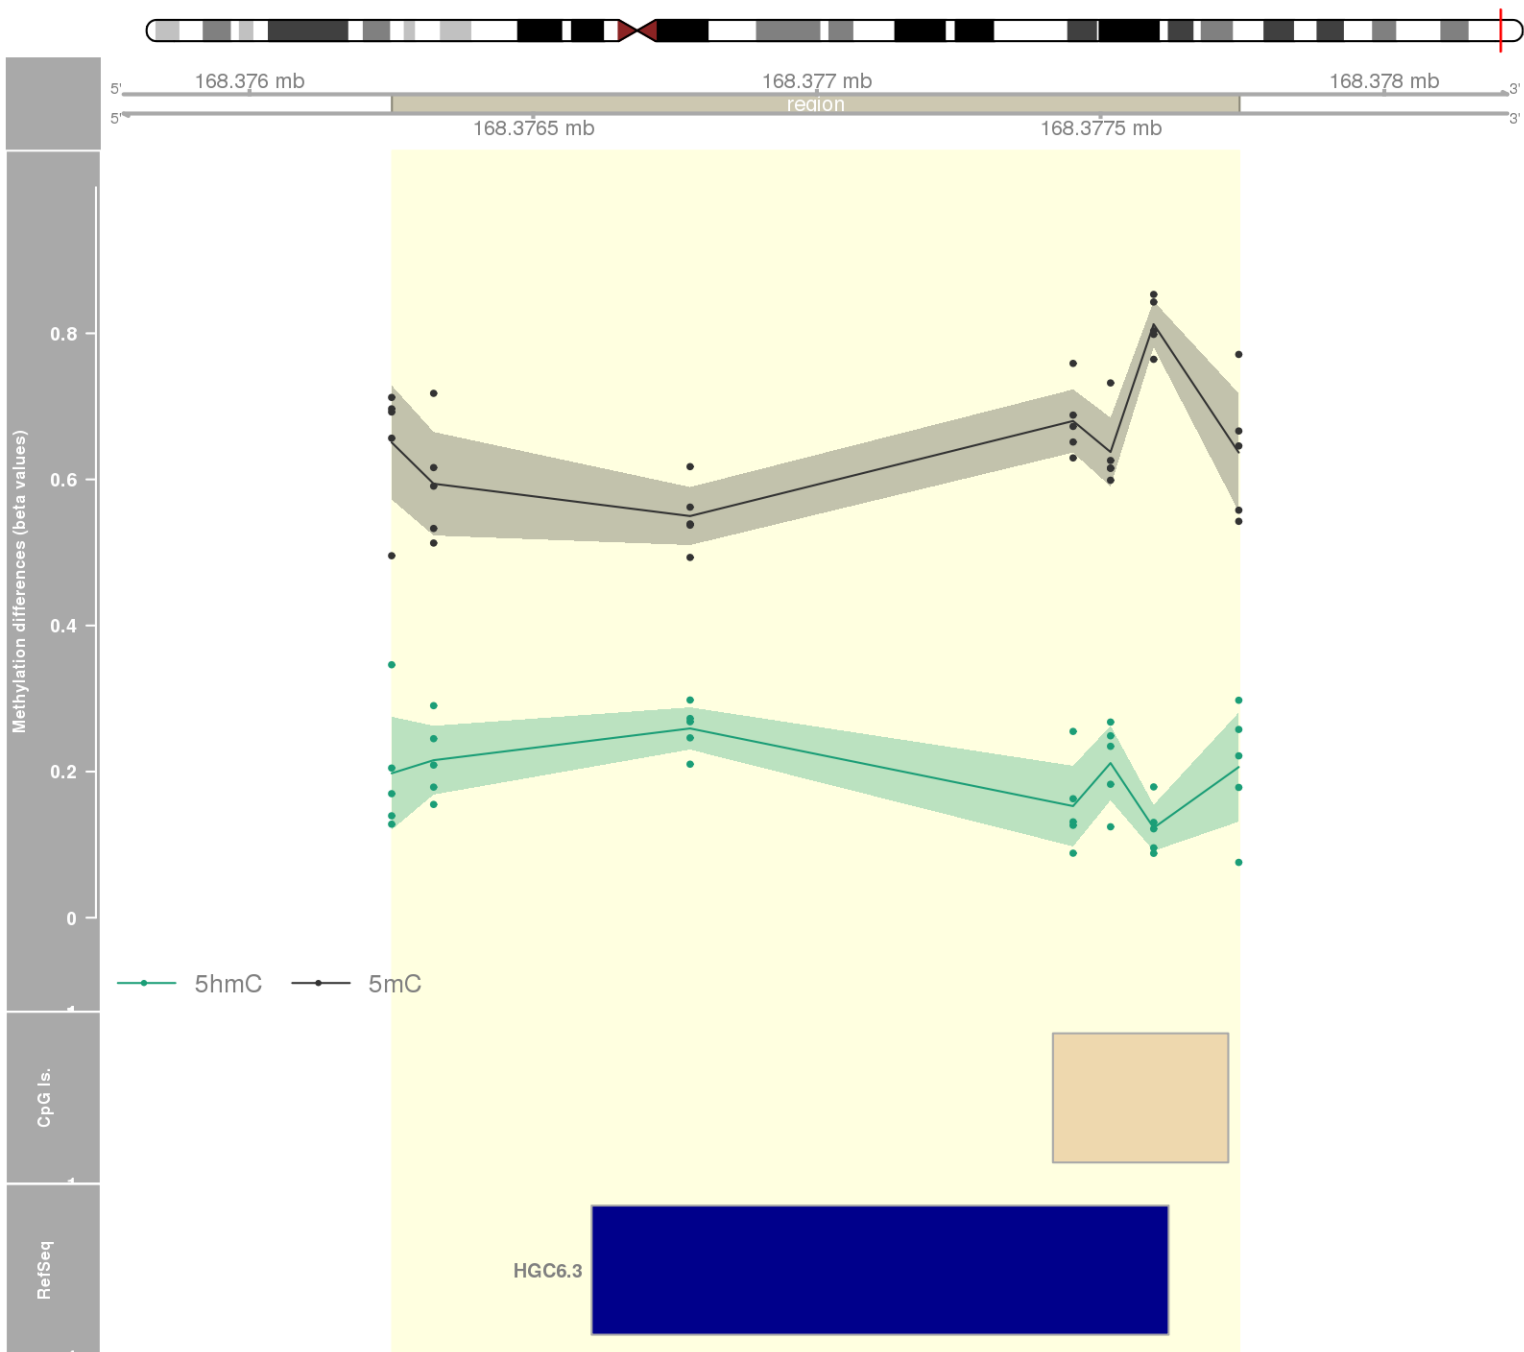 168.376 mb 168.377 mb 168.378 mb
5' 3'
region
5' 3'
168.3765 mb 168.3775 mb
Methylation differences (beta values)
0.8
0.6
0.4
0.2
0
5hmC 5mC
CpG Is.
RefSeq
HGC6.3